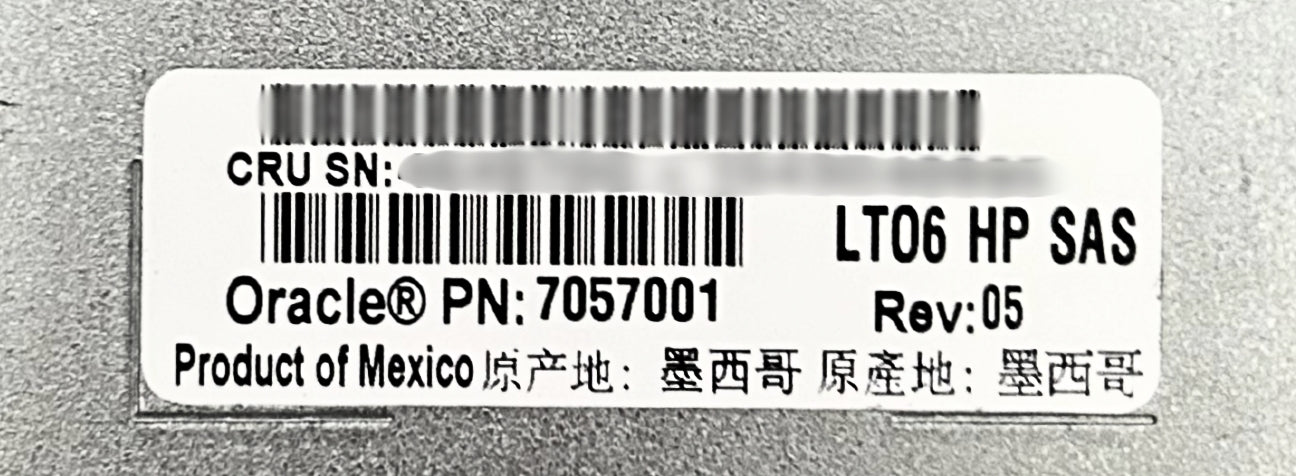 CRU SN:
LTO6 HP SAS
Oracle® PN: 7057001
Rev: 05
Product of Mexico 原产地：墨西哥 原產地：墨西哥